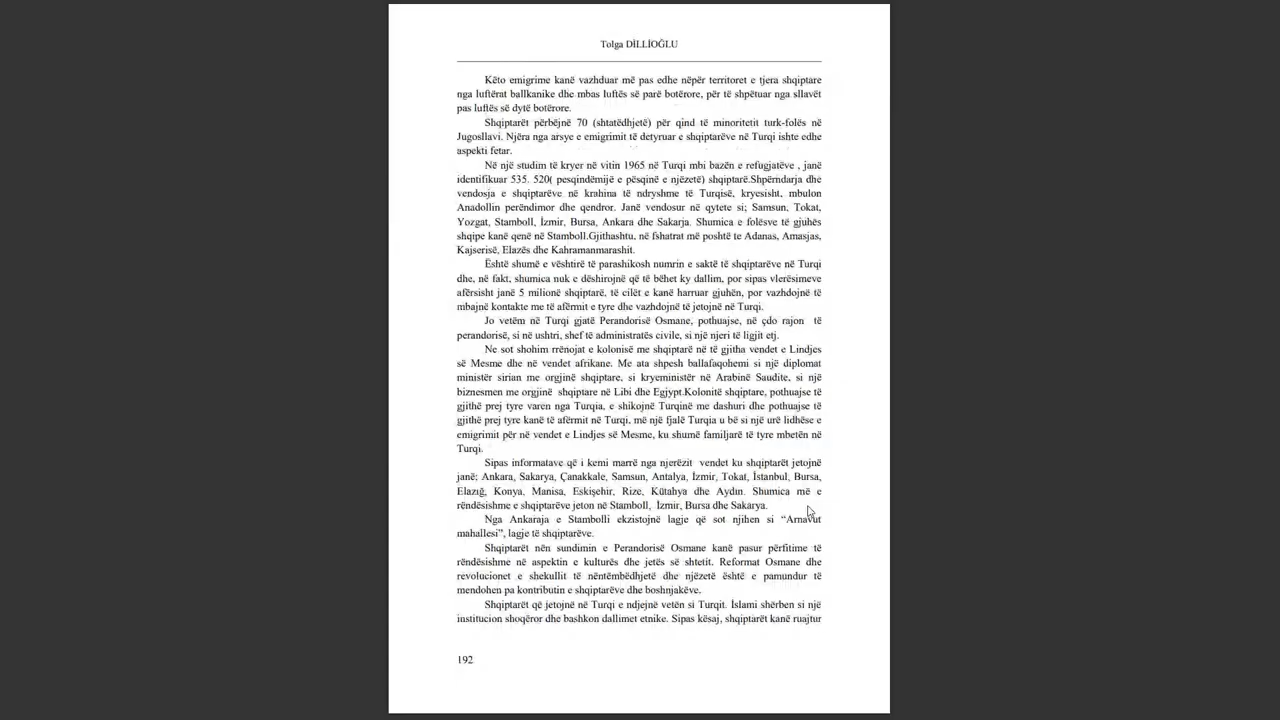 Tolga DİLLİOĞLU
Këto emigrime kanë vazhduar më pas edhe nëpër territoret e tjera shqiptare
nga luftërat ballkanike dhe mbas luftës së parë botërore, për të shpëtuar nga sllavët
pas luftës së dytë botërore.
Shqiptarët përbëjnë 70 (shtatëdhjetë) për qind të minoritetit turk-folës në
Jugosllavi. Njëra nga arsye e emigrimit të detyruar e shqiptarëve në Turqi ishte edhe
aspekti fetar.
Në një studim të kryer në vitin 1965 në Turqi mbi bazën e refugjatëve , janë
identifikuar 535. 520( pesqindëmijë e pësqinë e njëzetë) shqiptarë.Shpërndarja dhe
vendosja e shqiptarëve në krahina të ndryshme të Turqisë, kryesisht, mbulon
Anadollin perëndimor dhe qendror. Janë vendosur në qytete si; Samsun, Tokat,
Yozgat, Stamboll, İzmir, Bursa, Ankara dhe Sakarja. Shumica e folësve të gjuhës
shqipe kanë qenë në Stamboll.Gjithashtu, në fshatrat më poshtë te Adanas, Amasjas,
Kajserisë, Elazës dhe Kahramanmarashit.
Është shumë e vështirë të parashikosh numrin e saktë të shqiptarëve në Turqi
dhe, në fakt, shumica nuk e dëshirojnë që të bëhet ky dallim, por sipas vlerësimeve
afërsisht janë 5 milionë shqiptarë, të cilët e kanë harruar gjuhën, por vazhdojnë të
mbajnë kontakte me të afërmit e tyre dhe vazhdojnë të jetojnë në Turqi.
Jo vetëm në Turqi gjatë Perandorisë Osmane, pothuajse, në çdo rajon të
perandorisë, si në ushtri, shef të administratës civile, si një njeri të ligjit etj.
Ne sot shohim rrënojat e kolonisë me shqiptarë në të gjitha vendet e Lindjes
së Mesme dhe në vendet afrikane. Me ata shpesh ballafaqohemi si një diplomat
ministër sirian me orgjinë shqiptare, si kryeministër në Arabinë Saudite, si një
biznesmen me orgjinë shqiptare në Libi dhe Egjypt.Kolonitë shqiptare, pothuajse të
gjithë prej tyre varen nga Turqia, e shikojnë Turqinë me dashuri dhe pothuajse të
gjithë prej tyre kanë të afërmit në Turqi, më një fjalë Turqia u bë si një urë lidhëse e
emigrimit për në vendet e Lindjes së Mesme, ku shumë familjarë të tyre mbetën në
Turqi.
Sipas informatave që i kemi marrë nga njerëzit vendet ku shqiptarët jetojnë
janë; Ankara, Sakarya, Çanakkale, Samsun, Antalya, İzmir, Tokat, İstanbul, Bursa,
Elazığ, Konya, Manisa, Eskişehir, Rize, Kütahya dhe Aydın. Shumica më e
rëndësishme e shqiptarëve jeton në Stamboll, İzmir, Bursa dhe Sakarya.
Nga Ankaraja e Stambolli ekzistojnë lagje që sot njihen si “Arnavut
mahallesi”, lagje të shqiptarëve.
Shqiptarët nën sundimin e Perandorisë Osmane kanë pasur përfitime të
rëndësishme në aspektin e kulturës dhe jetës së shtetit. Reformat Osmane dhe
revolucionet e shekullit të nëntëmbëdhjetë dhe njëzetë është e pamundur të
mendohen pa kontributin e shqiptarëve dhe boshnjakëve.
Shqiptarët që jetojnë në Turqi e ndjejnë vetën si Turqit. İslami shërben si një
institucion shoqëror dhe bashkon dallimet etnike. Sipas kësaj, shqiptarët kanë ruajtur
192